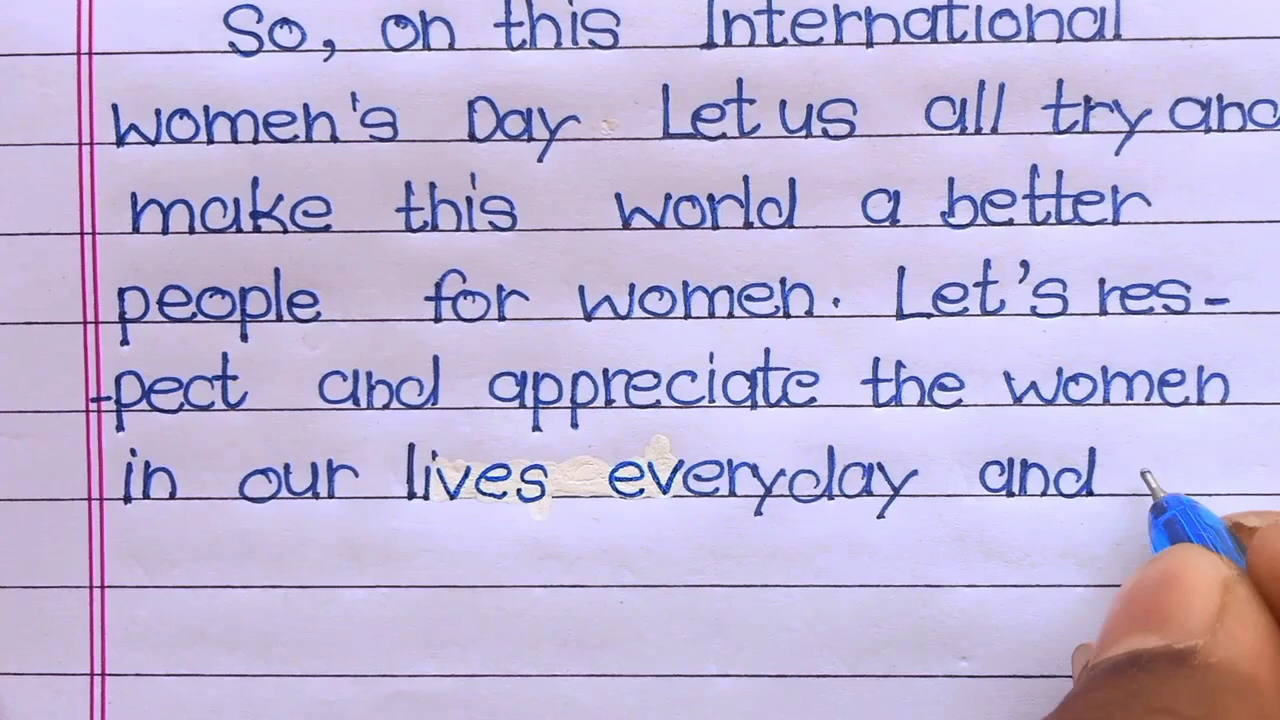 So, on this International
Women's Day Let us all try and
make this world a better
people for women. Let's res-
-pect and appreciate the women
in our lives everyday and